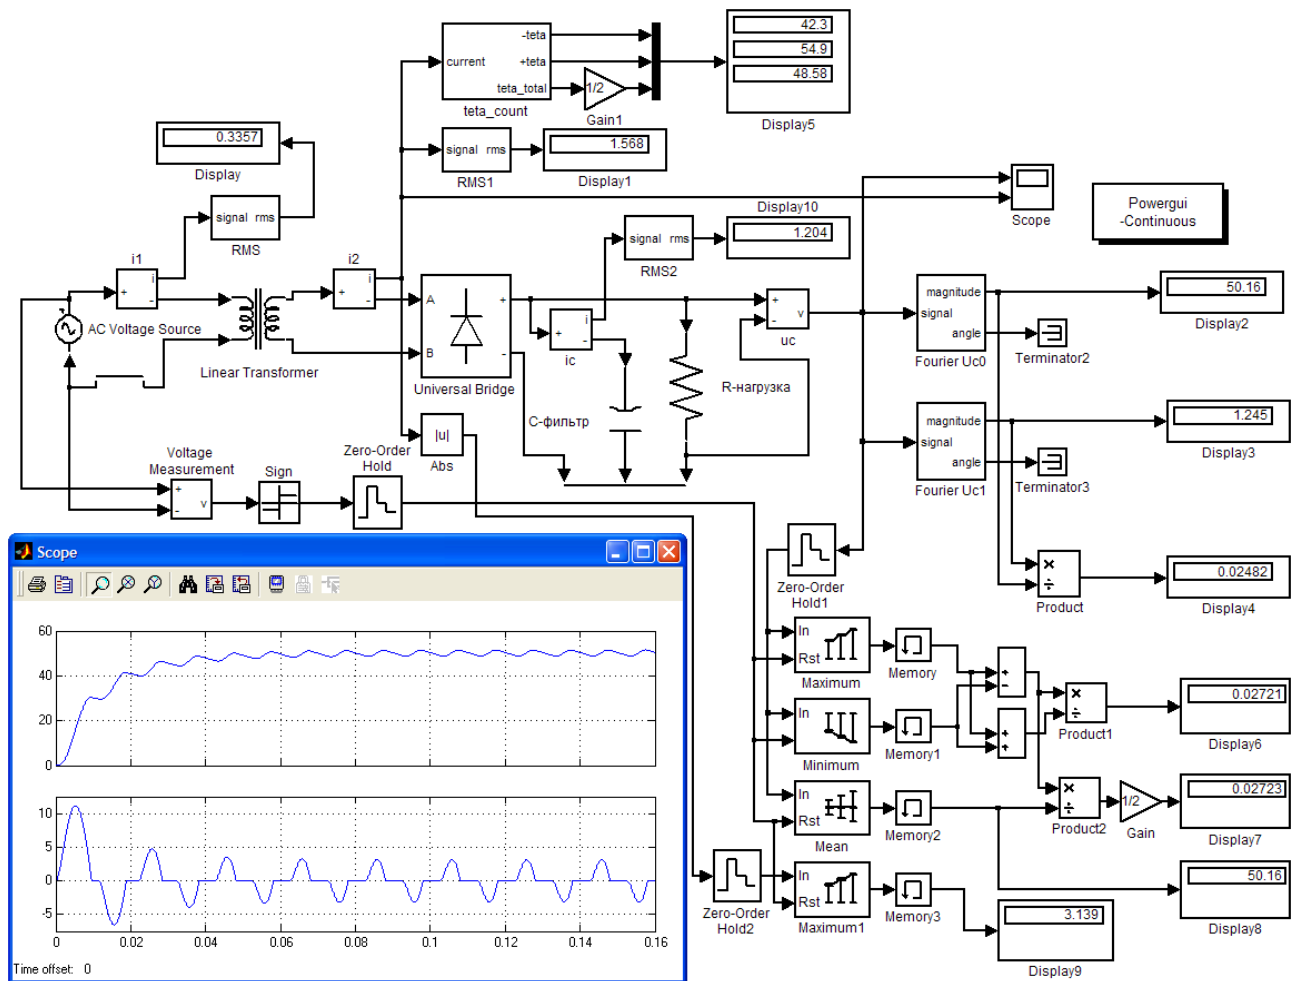 42.3
54.9
48.58
Display5
-teta
current
+teta
teta_total
teta_count
1/2
Gain1
0.3357
Display
signal rms
RMS1
1.568
Display1
signal rms
RMS
Display10
signal rms
RMS2
1.204
Scope
Powergui
-Continuous
i1
+
i
-
i2
+
i
-
AC Voltage Source
Linear Transformer
A
B
+
-
Universal Bridge
+
i
-
ic
+
-
v
uc
С-фильтр
R-нагрузка
magnitude
signal
angle
Fourier Uc0
Terminator2
50.16
Display2
magnitude
signal
angle
Fourier Uc1
Terminator3
1.245
Display3
|u|
Abs
Voltage
Measurement
+
-
v
Sign
Zero-Order
Hold
Zero-Order
Hold1
×
÷
Product
0.02482
Display4
In
Rst
Maximum
Memory
+
-
×
÷
Product1
0.02721
Display6
In
Rst
Minimum
Memory1
+
+
In
Rst
Mean
Memory2
×
÷
Product2
1/2
Gain
0.02723
Display7
Zero-Order
Hold2
In
Rst
Maximum1
Memory3
50.16
Display8
3.139
Display9
Scope
60
40
20
0
10
5
0
-5
0
0.02
0.04
0.06
0.08
0.1
0.12
0.14
0.16
Time offset: 0